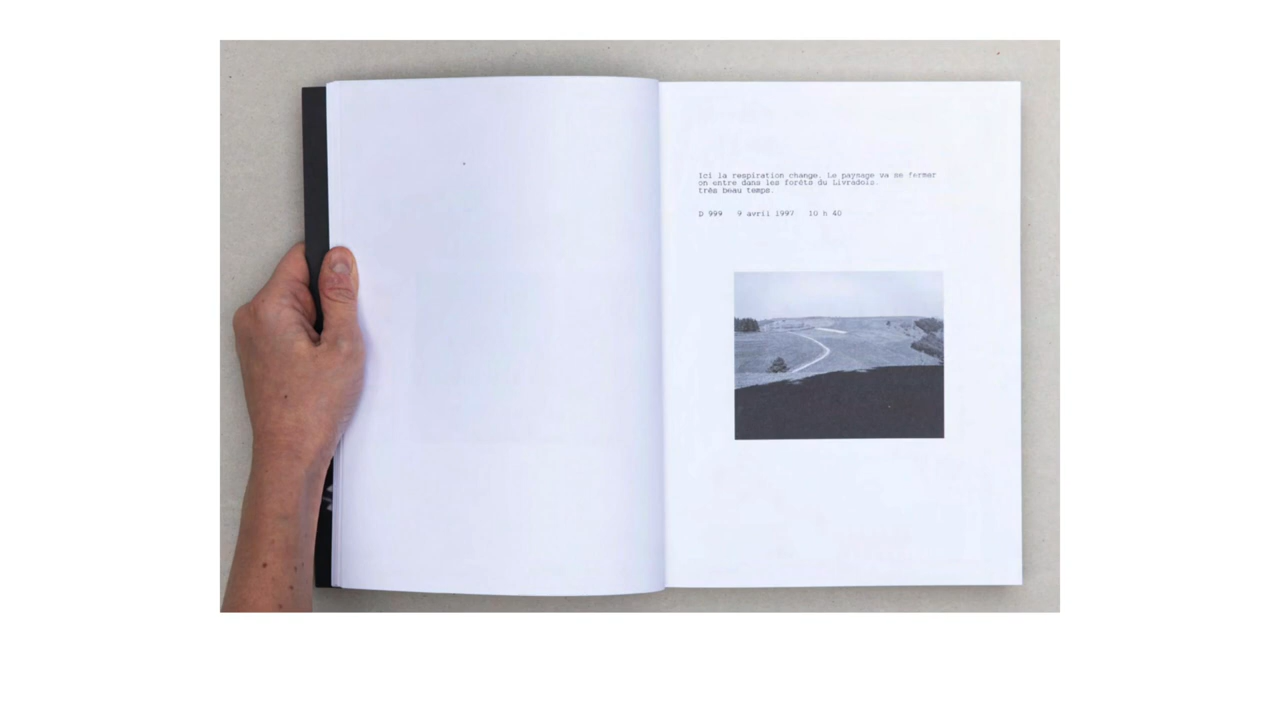 Ici la respiration change. Le paysage va se fermer
on entre dans les forêts du Livradois.
très beau temps.
D 999 9 avril 1997 10 h 40